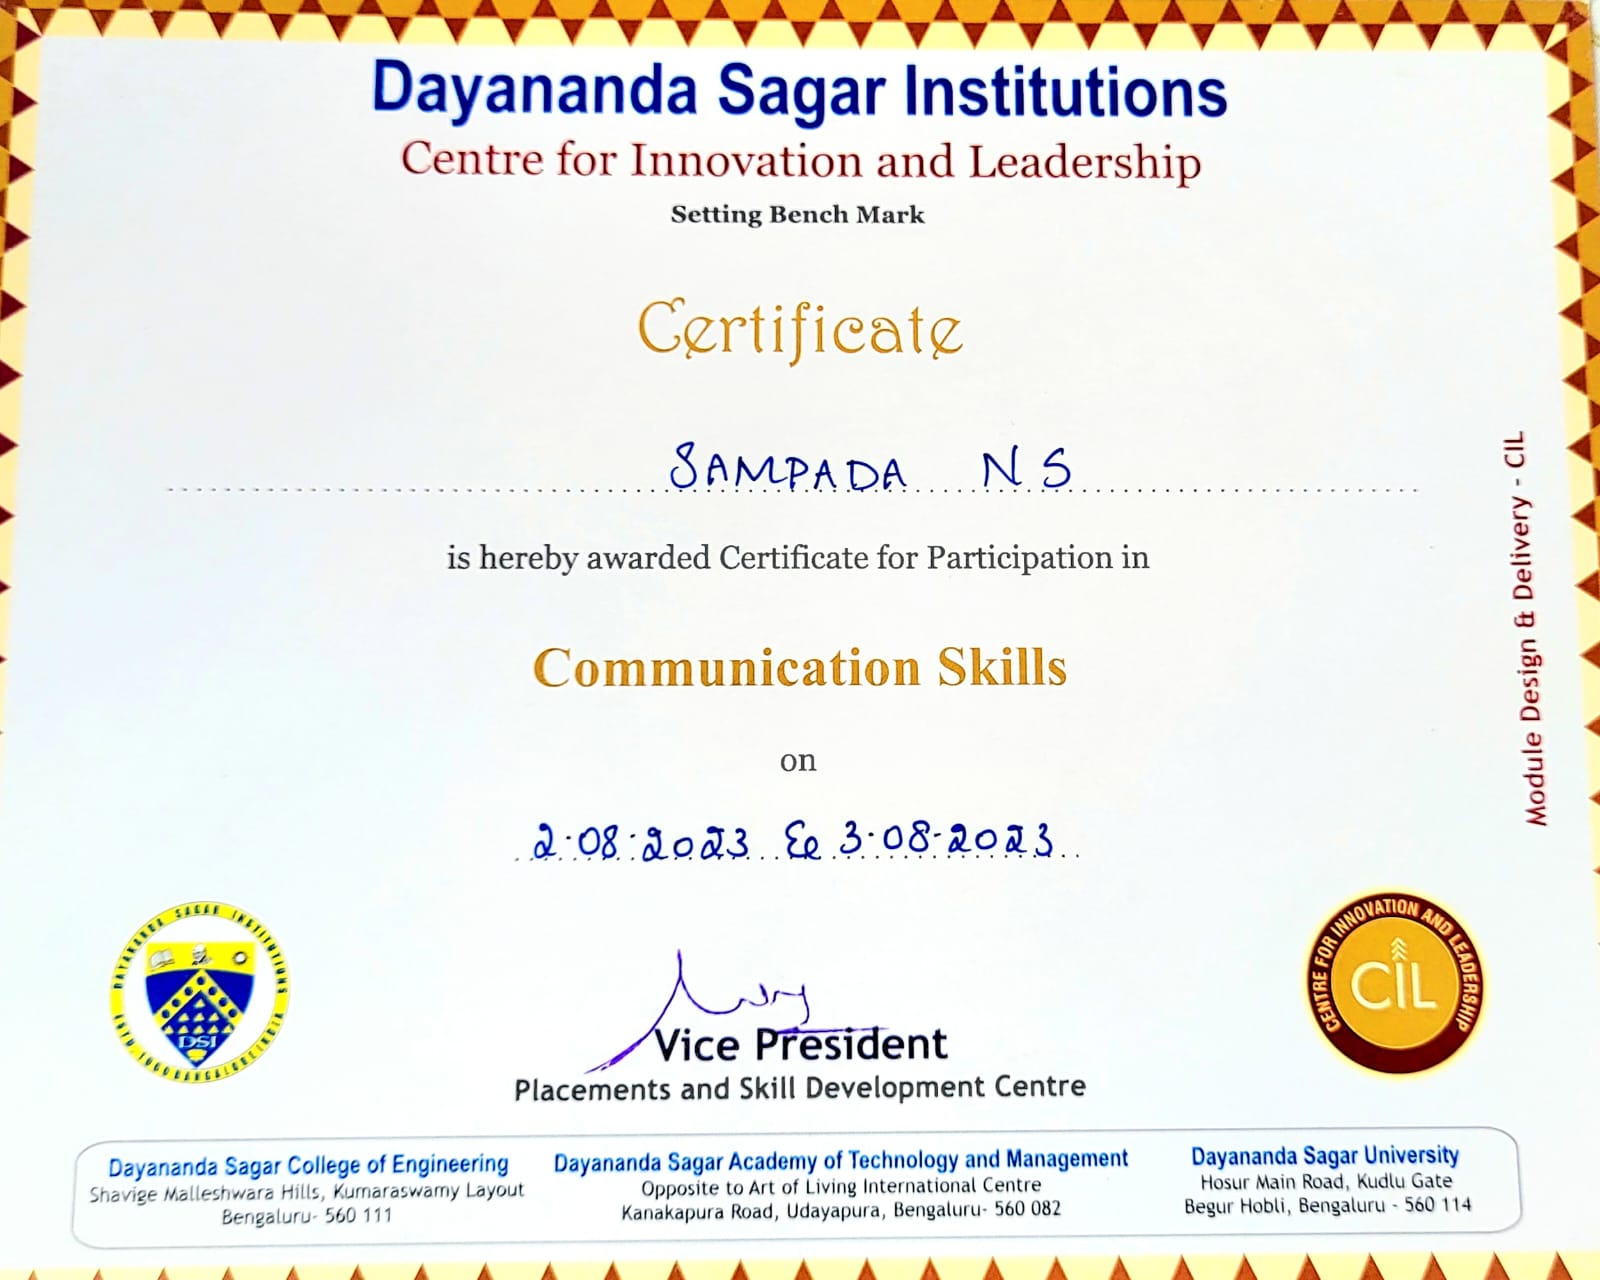 Dayananda Sagar Institutions
Centre for Innovation and Leadership
Setting Bench Mark
Certificate
SAMPADA N S
is hereby awarded Certificate for Participation in
Communication Skills
on
2.08.2023 & 3.08.2023
Module Design & Delivery - CIL
DAYANANDA SAGAR INSTITUTIONS
DSI
CENTRE FOR INNOVATION AND LEADERSHIP
CIL
Vice President
Placements and Skill Development Centre
Dayananda Sagar College of Engineering
Shavige Malleshwara Hills, Kumaraswamy Layout
Bengaluru- 560 111
Dayananda Sagar Academy of Technology and Management
Opposite to Art of Living International Centre
Kanakapura Road, Udayapura, Bengaluru- 560 082
Dayananda Sagar University
Hosur Main Road, Kudlu Gate
Begur Hobli, Bengaluru - 560 114